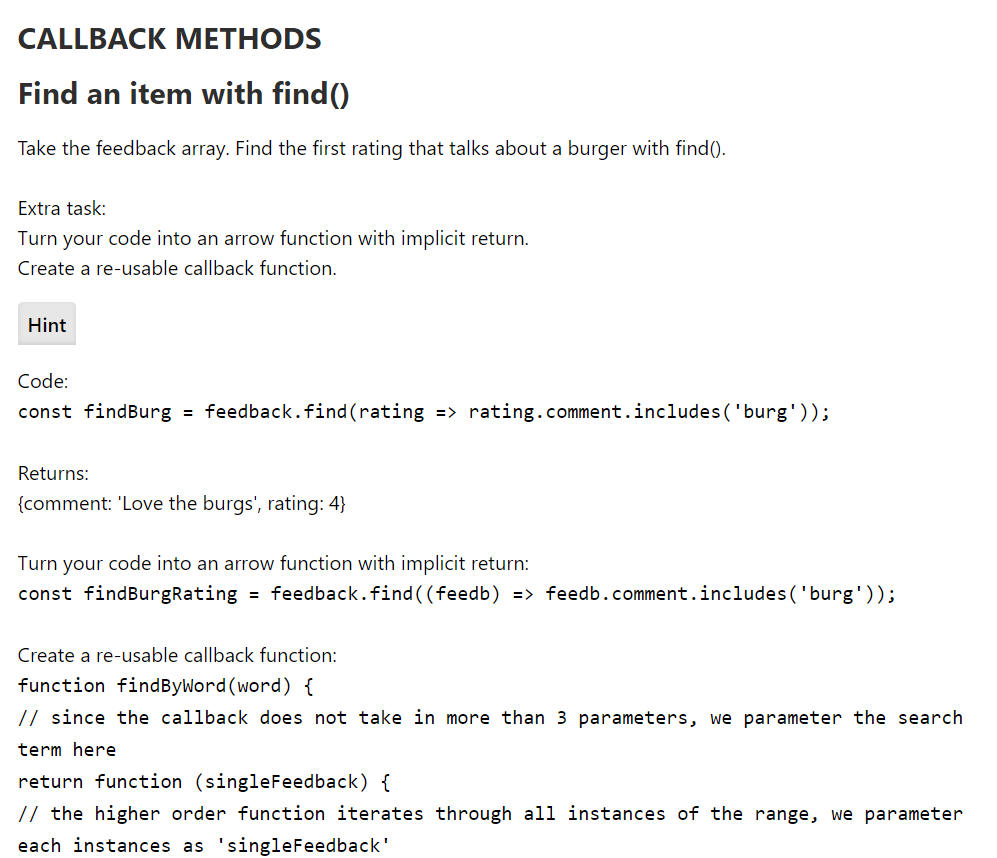 CALLBACK METHODS
Find an item with find()
Take the feedback array. Find the first rating that talks about a burger with find().
Extra task:
Turn your code into an arrow function with implicit return.
Create a re-usable callback function.
Hint
Code:
const findBurg = feedback.find(rating => rating.comment.includes('burg'));
Returns:
{comment: 'Love the burgs', rating: 4}
Turn your code into an arrow function with implicit return:
const findBurgRating = feedback.find((feedb) => feedb.comment.includes('burg'));
Create a re-usable callback function:
function findByWord(word) {
// since the callback does not take in more than 3 parameters, we parameter the search
term here
return function (singleFeedback) {
// the higher order function iterates through all instances of the range, we parameter
each instances as 'singleFeedback'